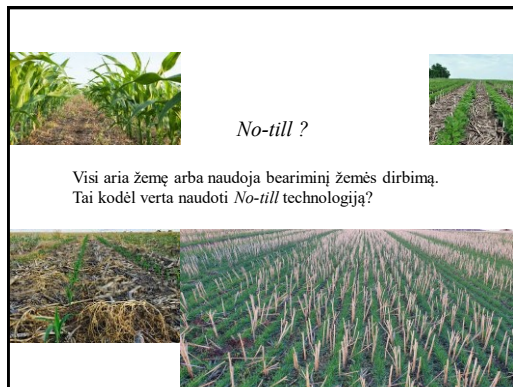 No-till ?
Visi aria žemę arba naudoja beariminį žemės dirbimą.
Tai kodėl verta naudoti No-till technologiją?